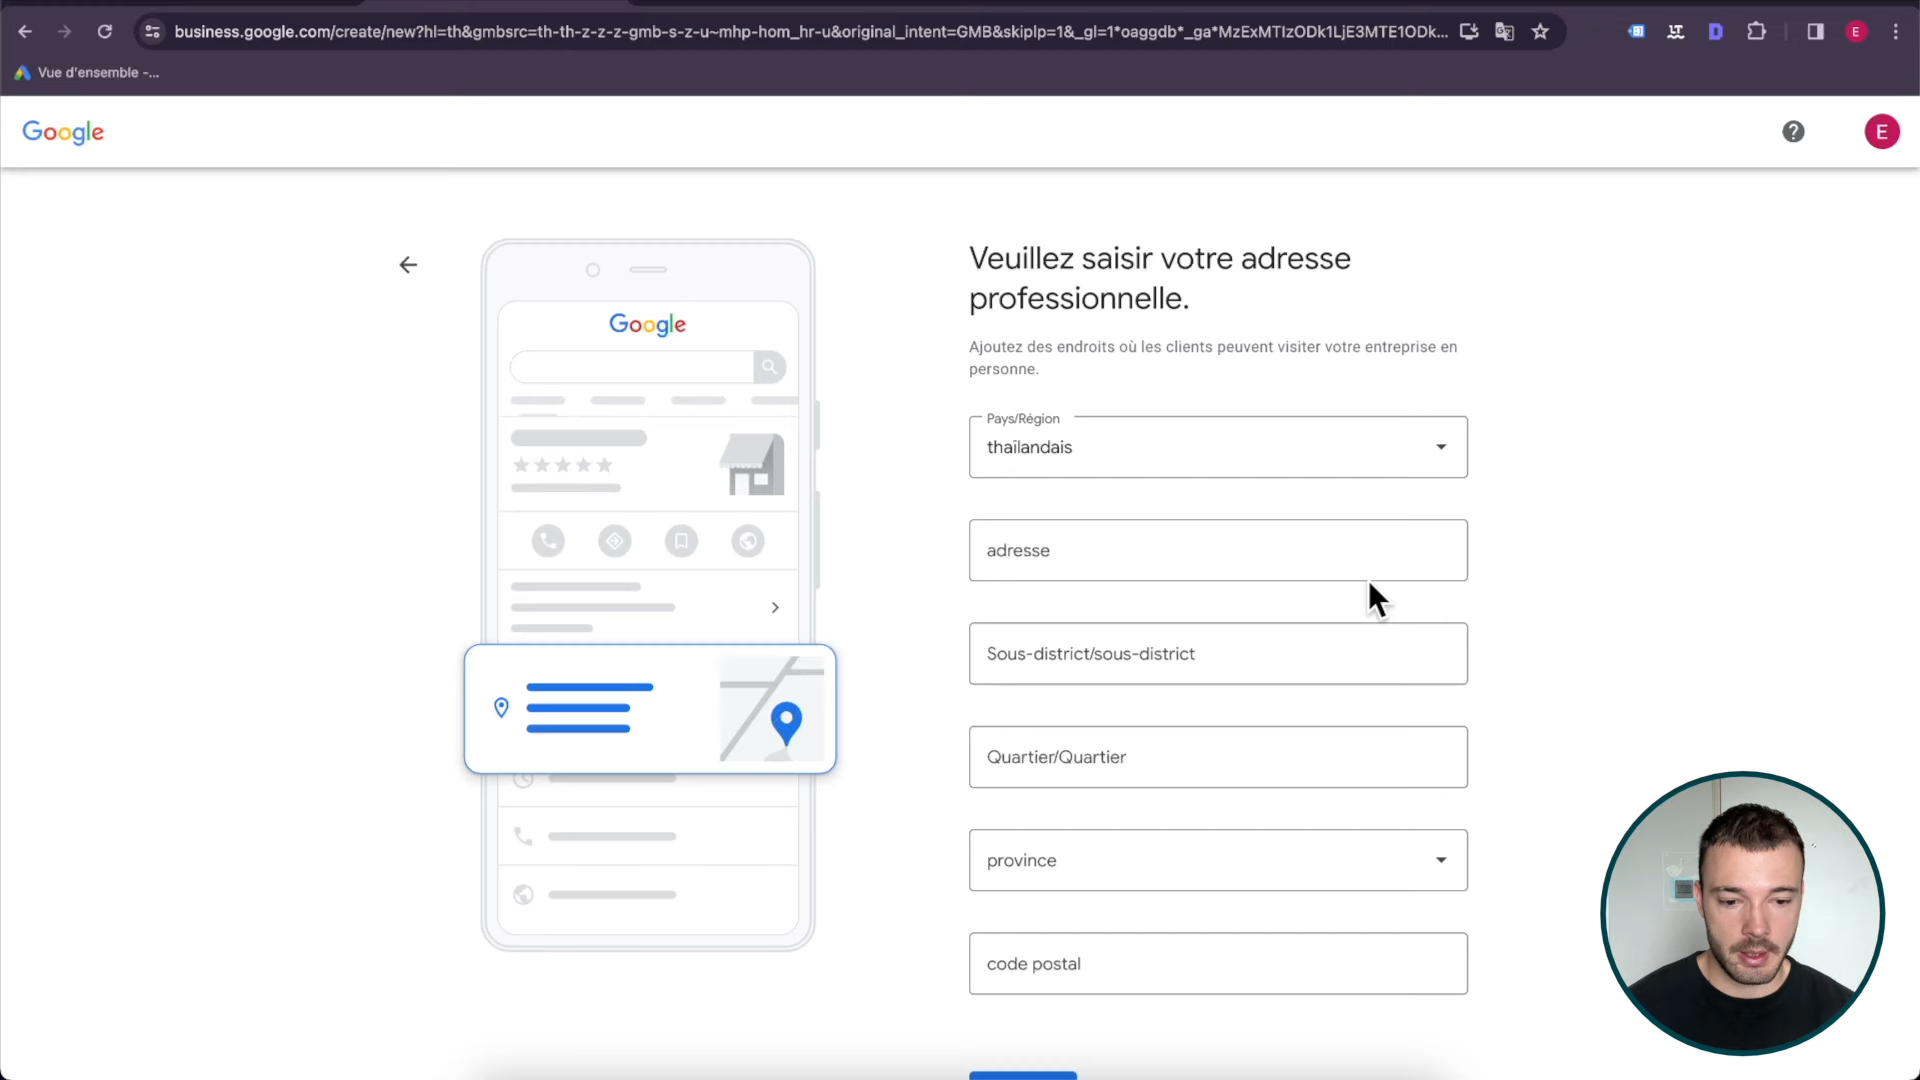 business.google.com/create/new?hl=th&gmbsrc=th-th-z-z-z-gmb-s-z-u~mhp-hom_hr-u&original_intent=GMB&skiplp=1&_gl=1*oaggdb*_ga*MzExMTIzODk1LjE3MTE1ODk...
E
Vue d'ensemble -...
Google
E
Google
Veuillez saisir votre adresse
professionnelle.
Ajoutez des endroits où les clients peuvent visiter votre entreprise en
personne.
Pays/Région
thaïlandais
adresse
Sous-district/sous-district
Quartier/Quartier
province
code postal